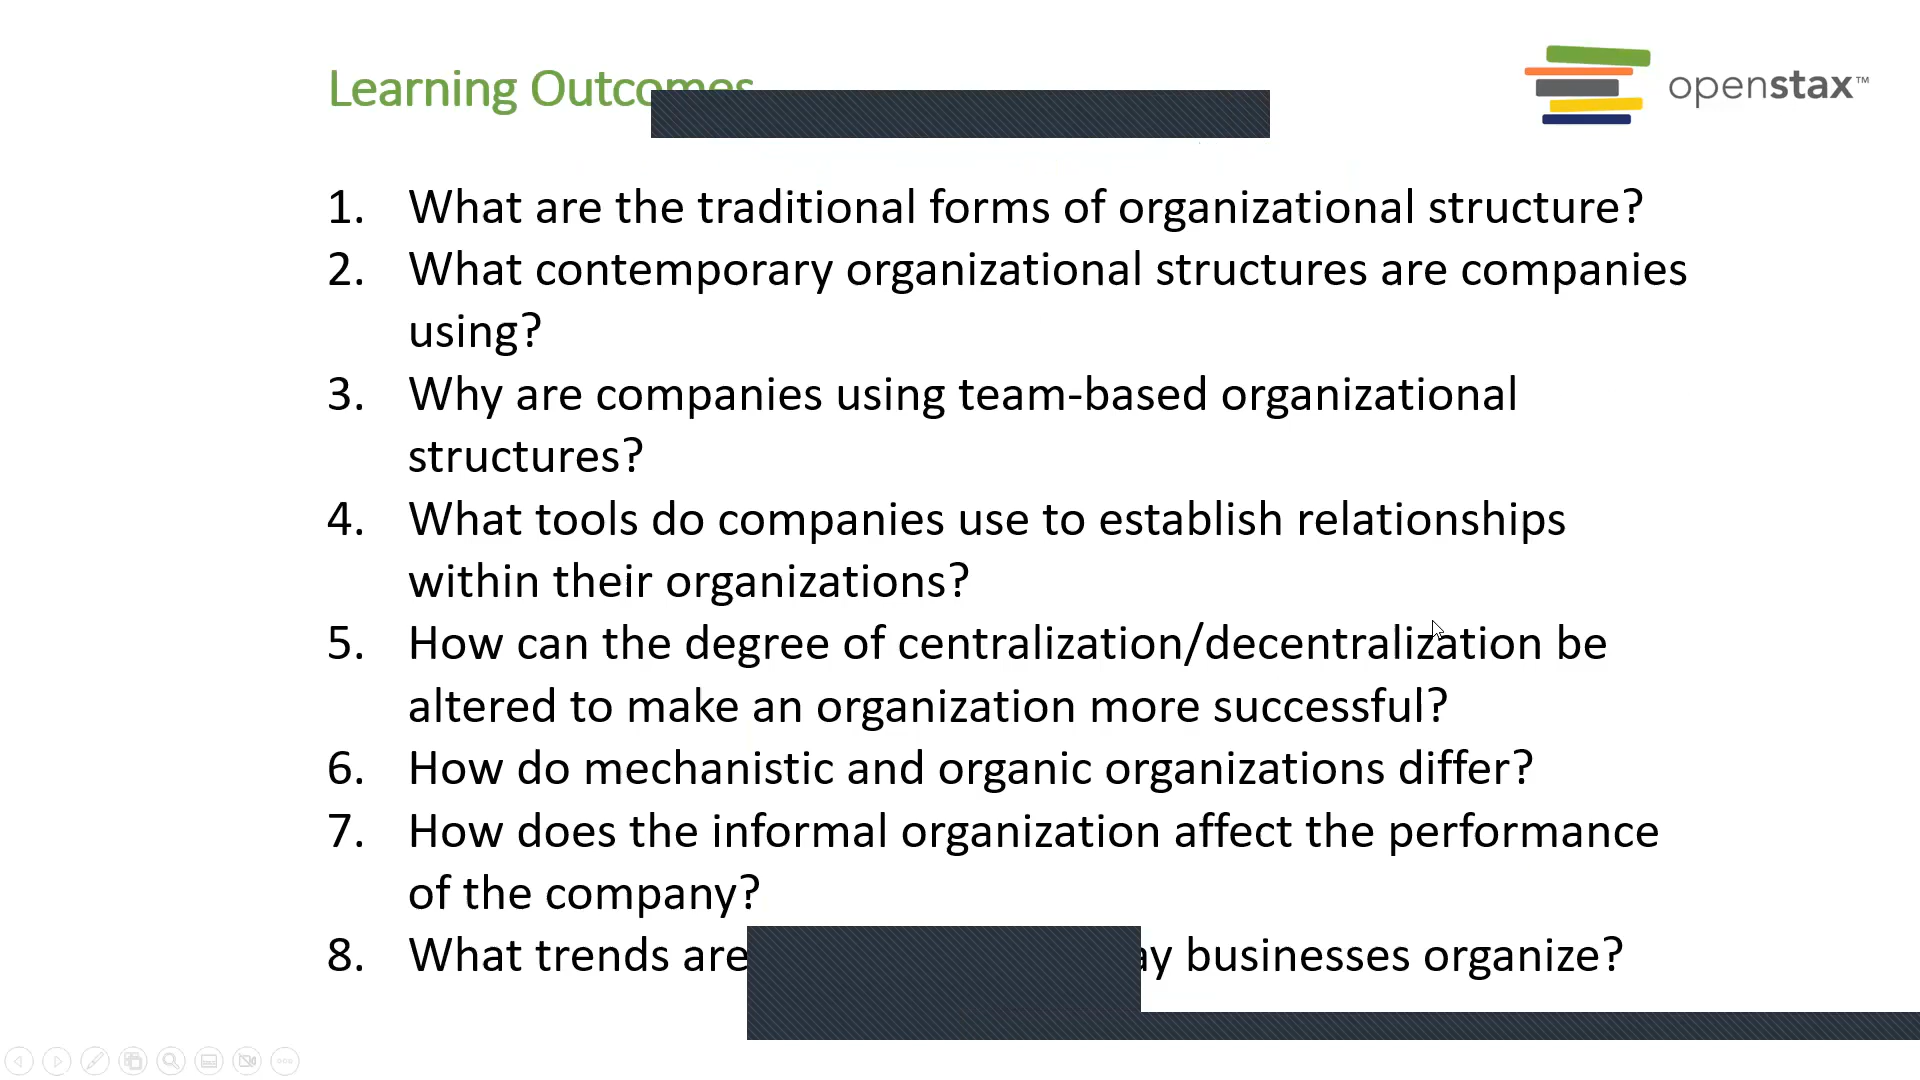 Learning Outcomes
openstax™
1. What are the traditional forms of organizational structure?
2. What contemporary organizational structures are companies
using?
3. Why are companies using team-based organizational
structures?
4. What tools do companies use to establish relationships
within their organizations?
5. How can the degree of centralization/decentralization be
altered to make an organization more successful?
6. How do mechanistic and organic organizations differ?
7. How does the informal organization affect the performance
of the company?
8. What trends are businesses organize?